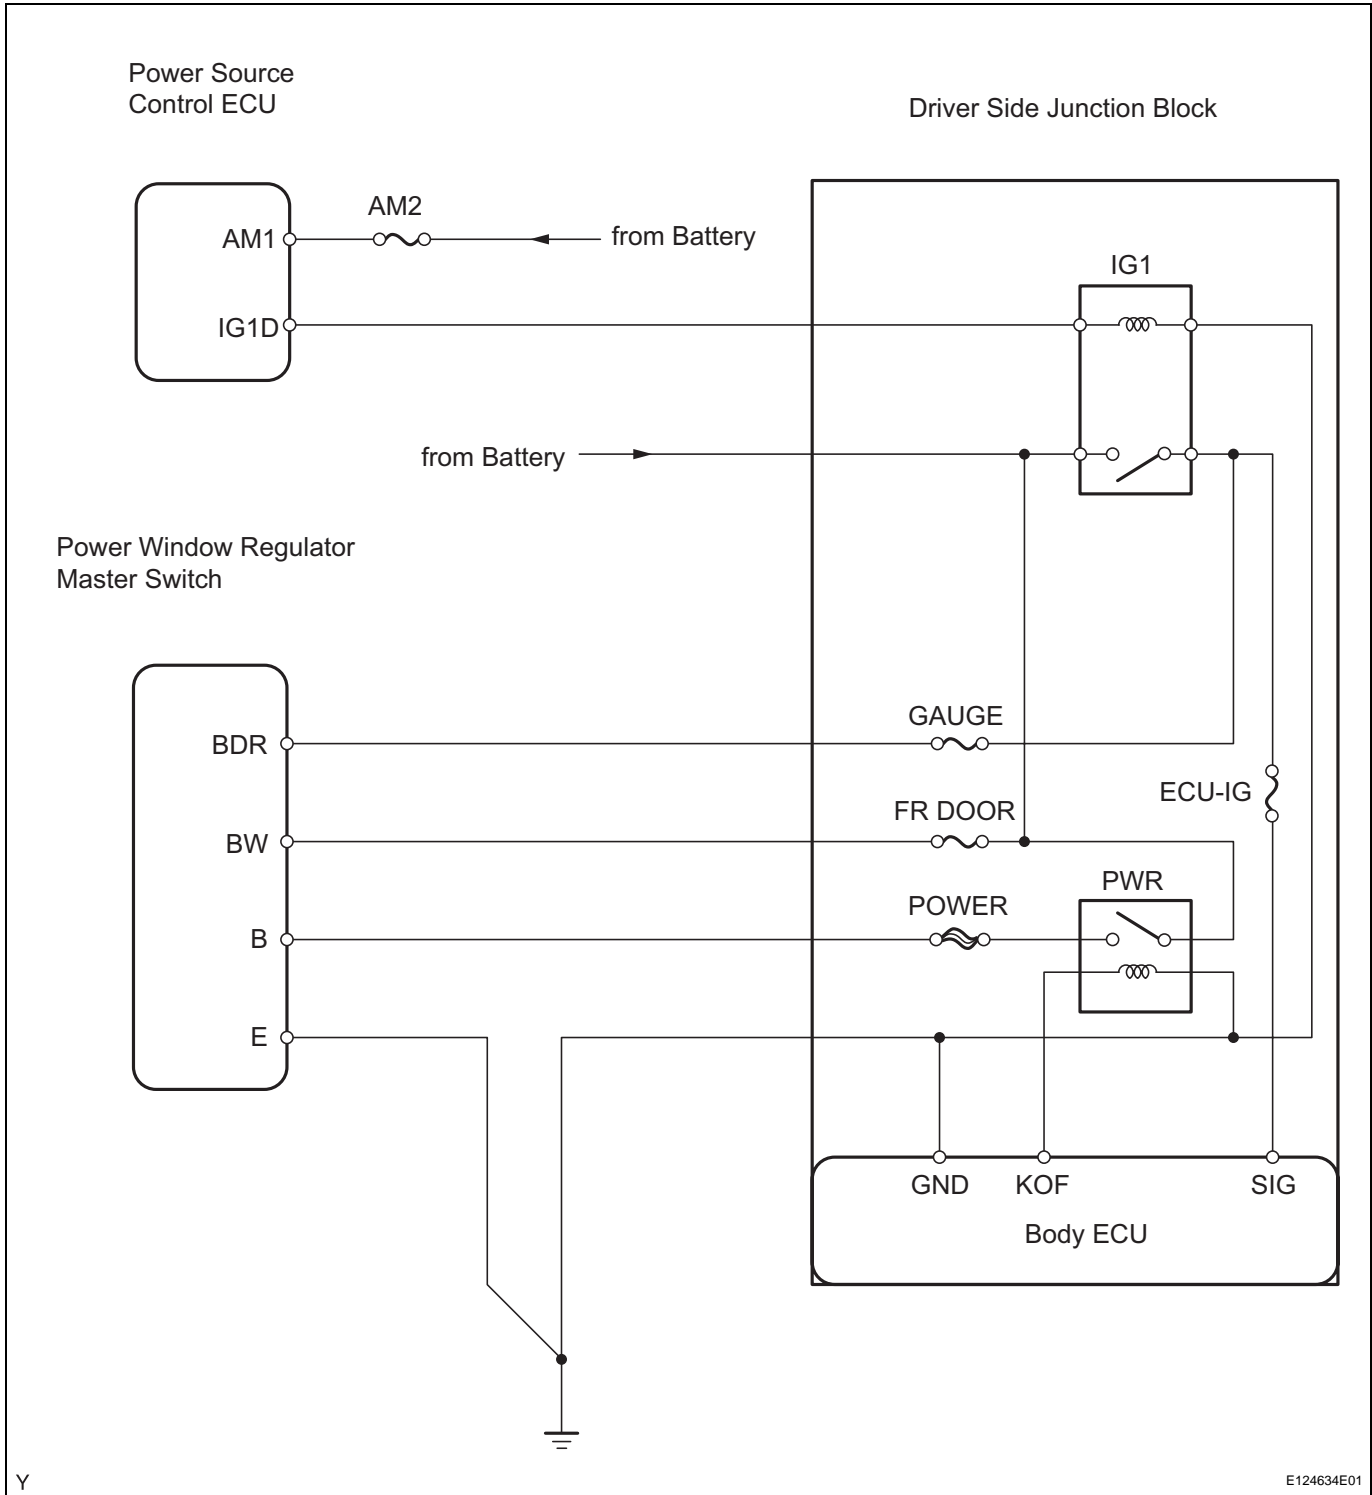 Power Source
Control ECU
Driver Side Junction Block
AM2
AM1
from Battery
IG1
IG1D
from Battery
Power Window Regulator
Master Switch
GAUGE
BDR
ECU-IG
FR DOOR
BW
PWR
POWER
B
E
GND
KOF
SIG
Body ECU
Y
E124634E01